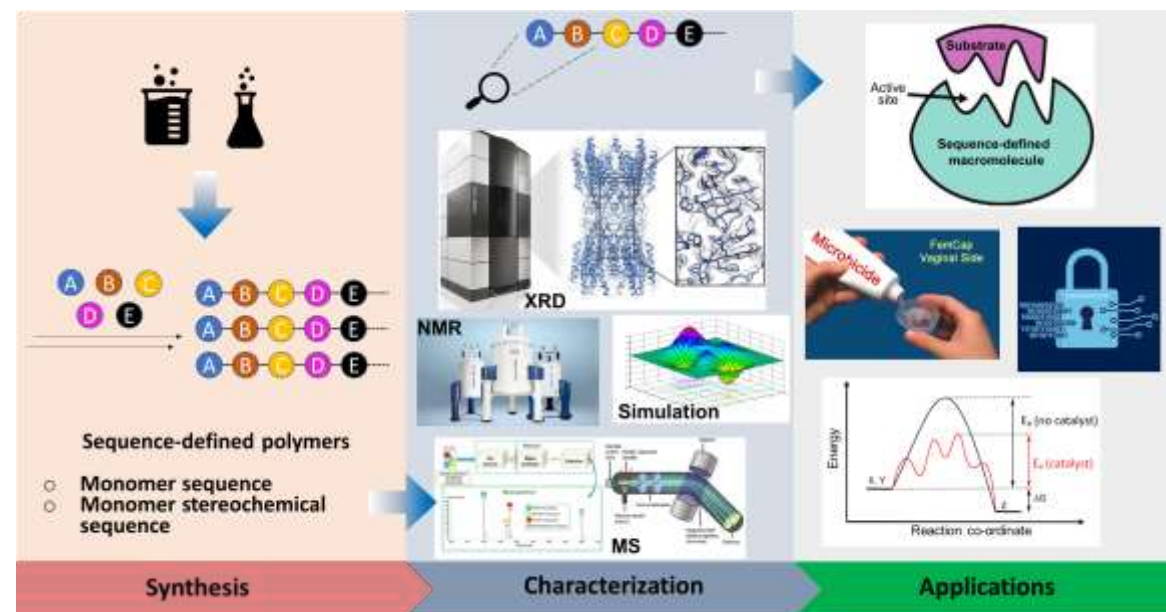 A B C
D E
A B C D E
A B C D E
A B C D E
Sequence-defined polymers
Monomer sequence
Monomer stereochemical
sequence
Synthesis
A B C D E
XRD
NMR
Simulation
MS
Characterization
Substrate
Active
site
Sequence-defined
macromolecule
Microbicide
FemCap
Vaginal Side
Energy
X, Y
Z
Eₐ (no catalyst)
Eₐ (catalyst)
ΔG
Reaction co-ordinate
Applications